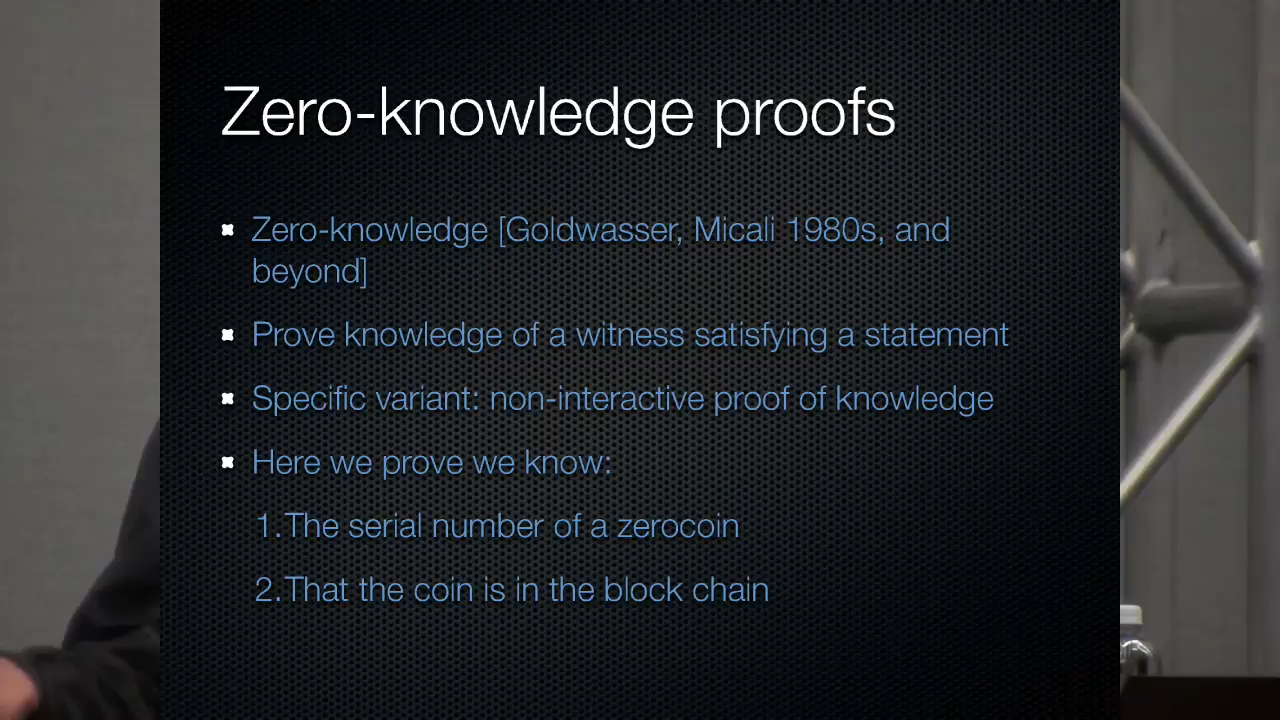 Zero-knowledge proofs
Zero-knowledge [Goldwasser, Micali 1980s, and
beyond]
Prove knowledge of a witness satisfying a statement
Specific variant: non-interactive proof of knowledge
Here we prove we know:
1.The serial number of a zerocoin
2.That the coin is in the block chain